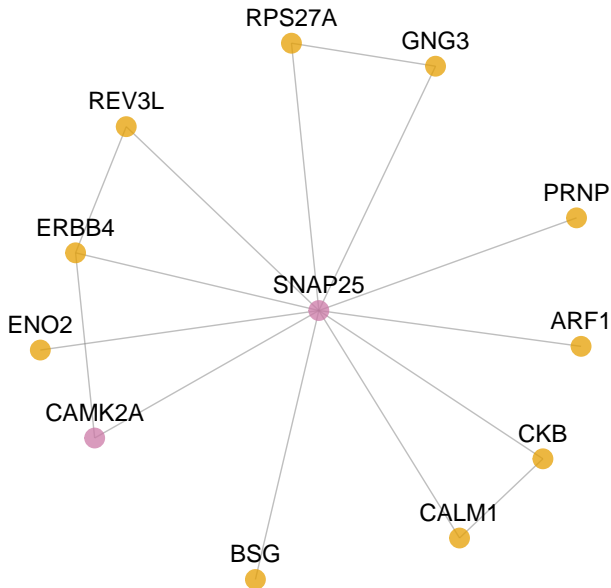 RPS27A
GNG3
REV3L
PRNP
ERBB4
SNAP25
ENO2
ARF1
CAMK2A
CKB
CALM1
BSG